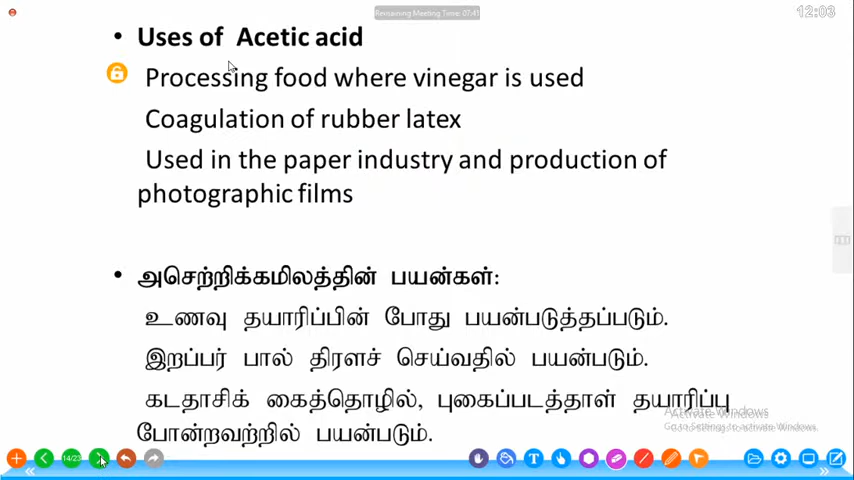 Remaining Meeting Time: 07:41
12:03
• Uses of Acetic acid
Processing food where vinegar is used
Coagulation of rubber latex
Used in the paper industry and production of
photographic films
• அசெற்றிக்கமிலத்தின் பயன்கள்:
உணவு தயாரிப்பின் போது பயன்படுத்தப்படும்.
இறப்பர் பால் திரளச் செய்வதில் பயன்படும்.
கடதாசிக் கைத்தொழில், புகைப்படத்தாள் தயாரிப்பு
போன்றவற்றில் பயன்படும்.
Activate Windows
Go to Settings to activate Windows.
14/23